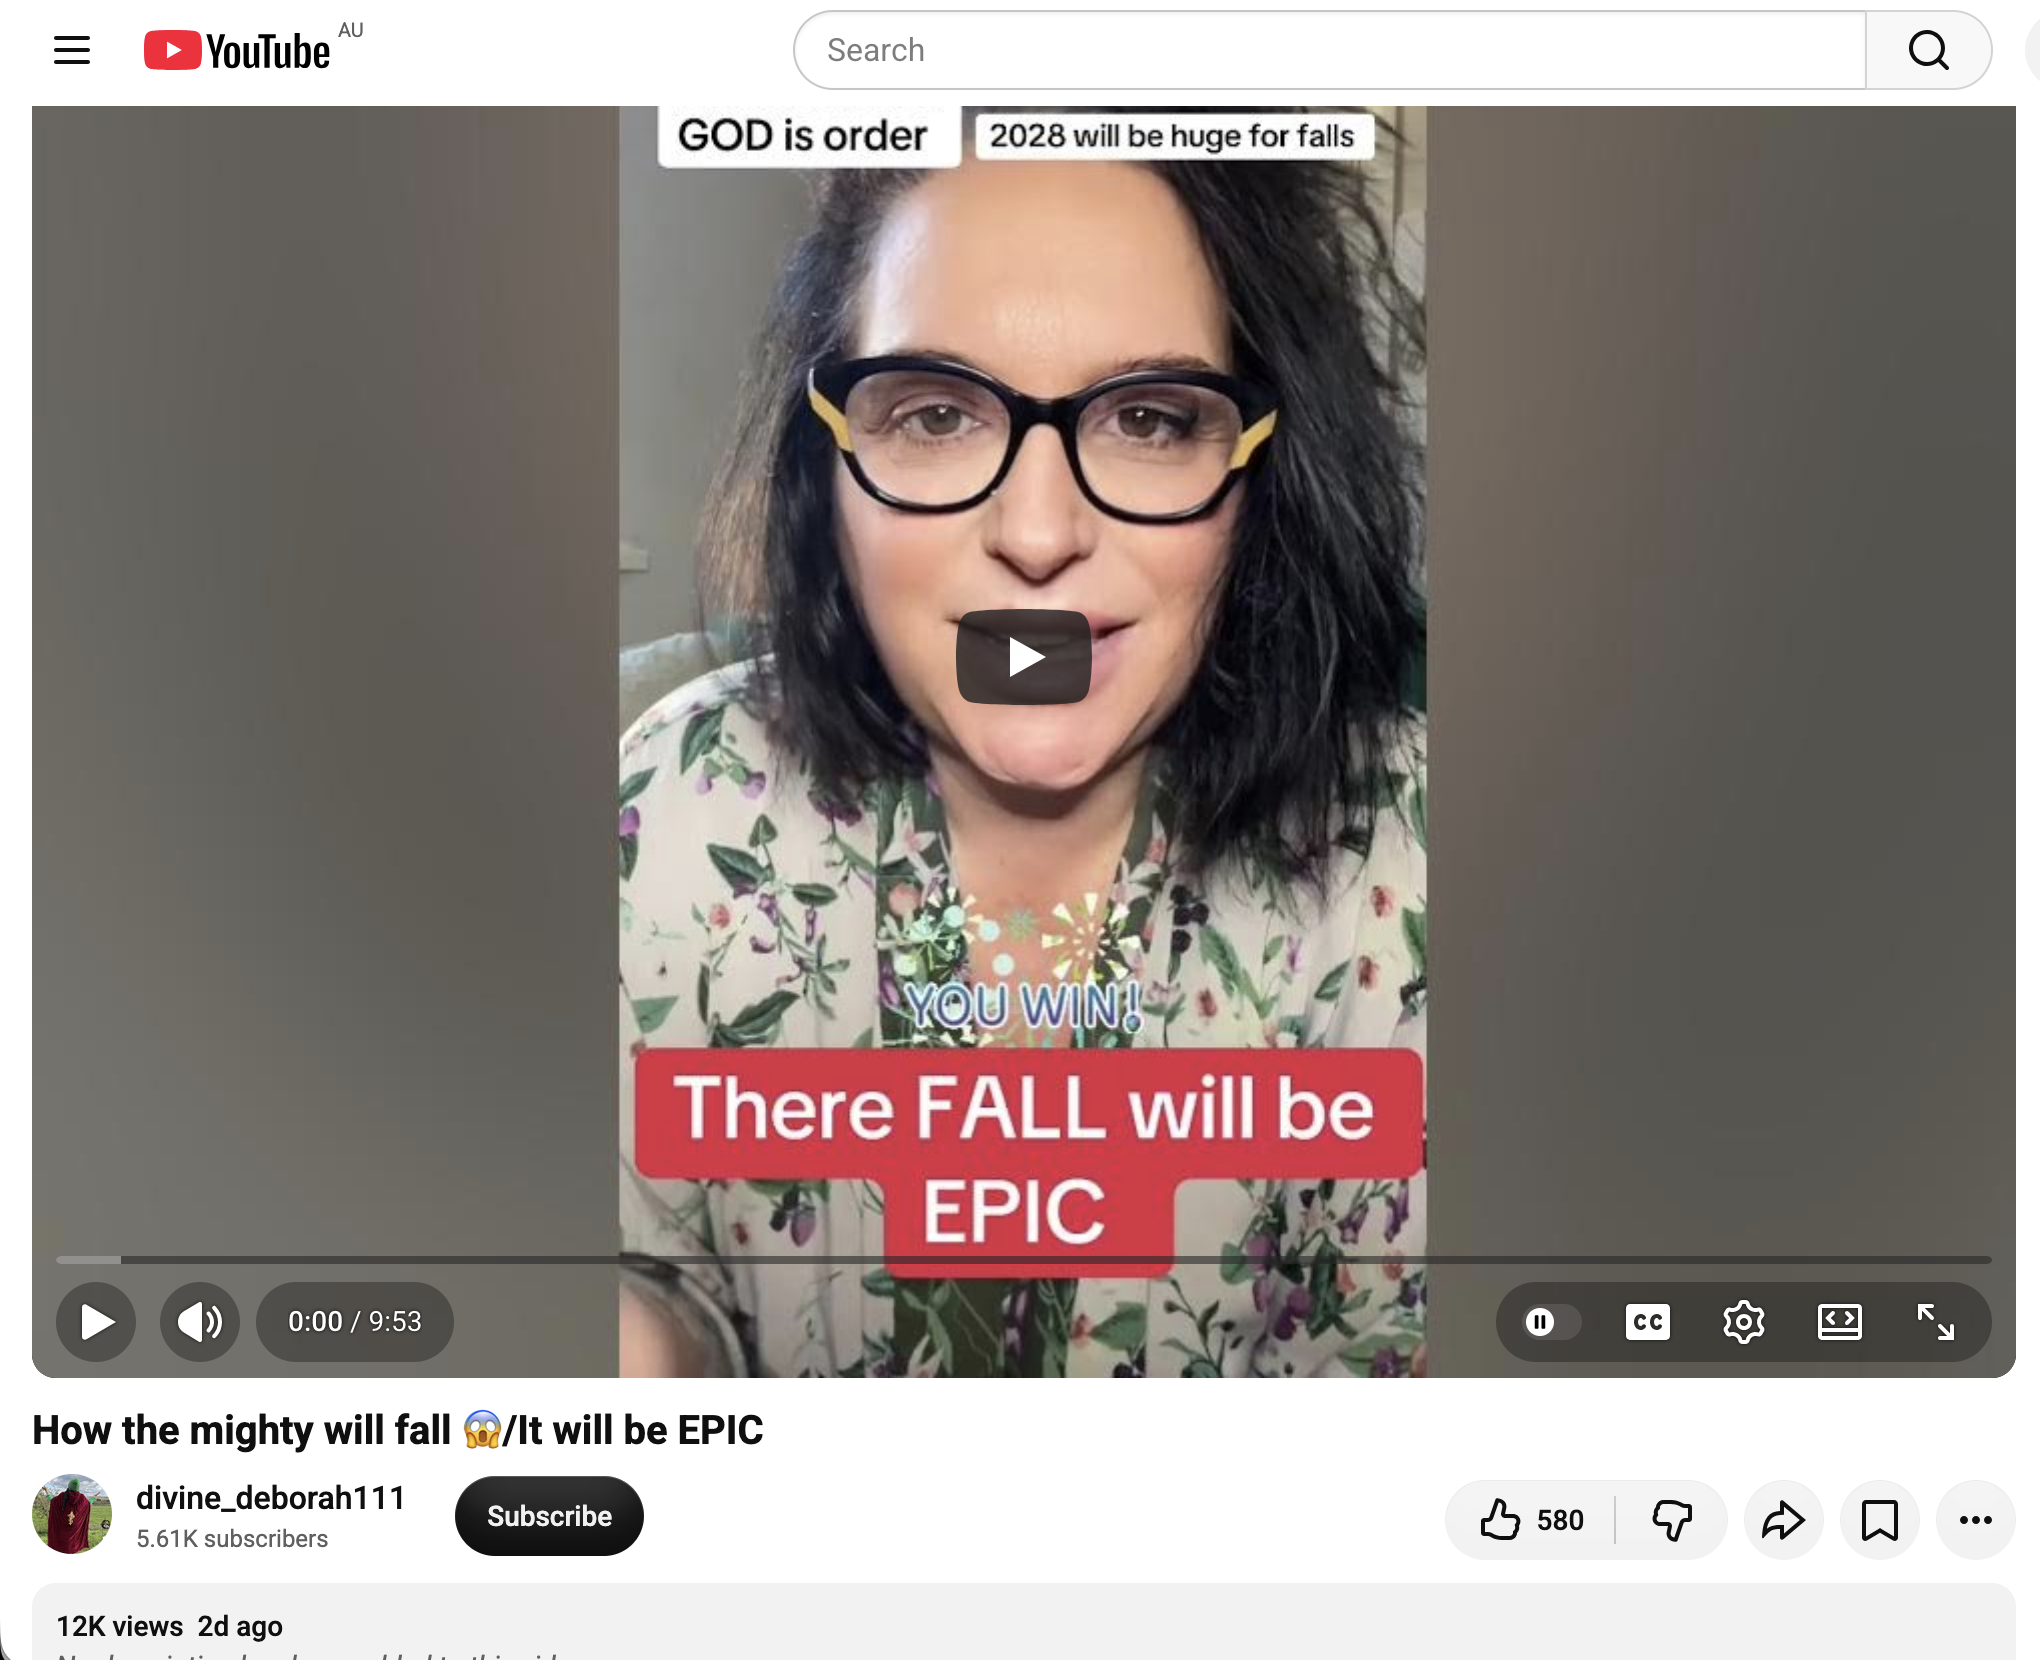 YouTube AU
Search
GOD is order
2028 will be huge for falls
YOU WIN!
There FALL will be
EPIC
0:00 / 9:53
CC
How the mighty will fall 😱/It will be EPIC
divine_deborah111
5.61K subscribers
Subscribe
580
12K views 2d ago